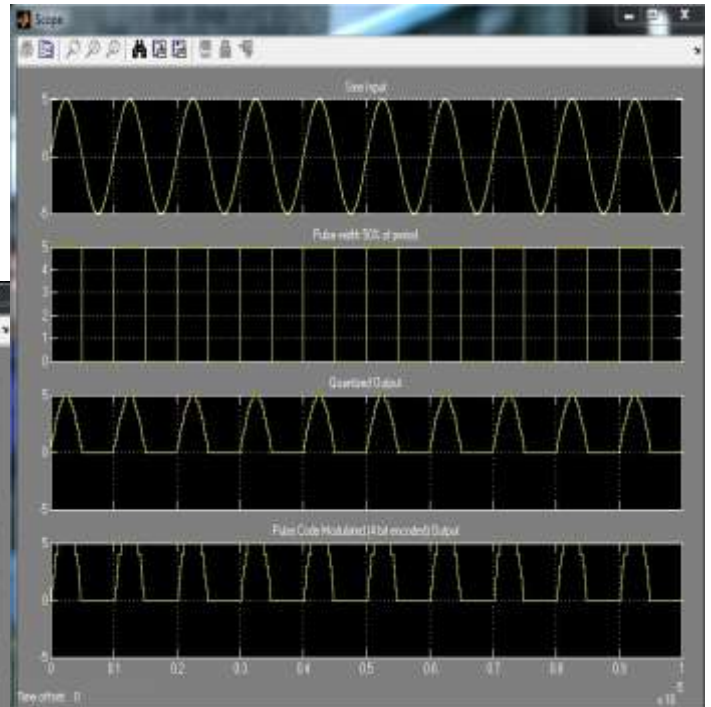 Scope
Sine Input
5
0
-5
Pulse width 50% of period
5
4
3
2
1
0
Quantized Output
5
0
-5
Pulse Code Modulated (4 bit encoded) Output
5
0
-5
0 0.1 0.2 0.3 0.4 0.5 0.6 0.7 0.8 0.9 1
Time offset: 0